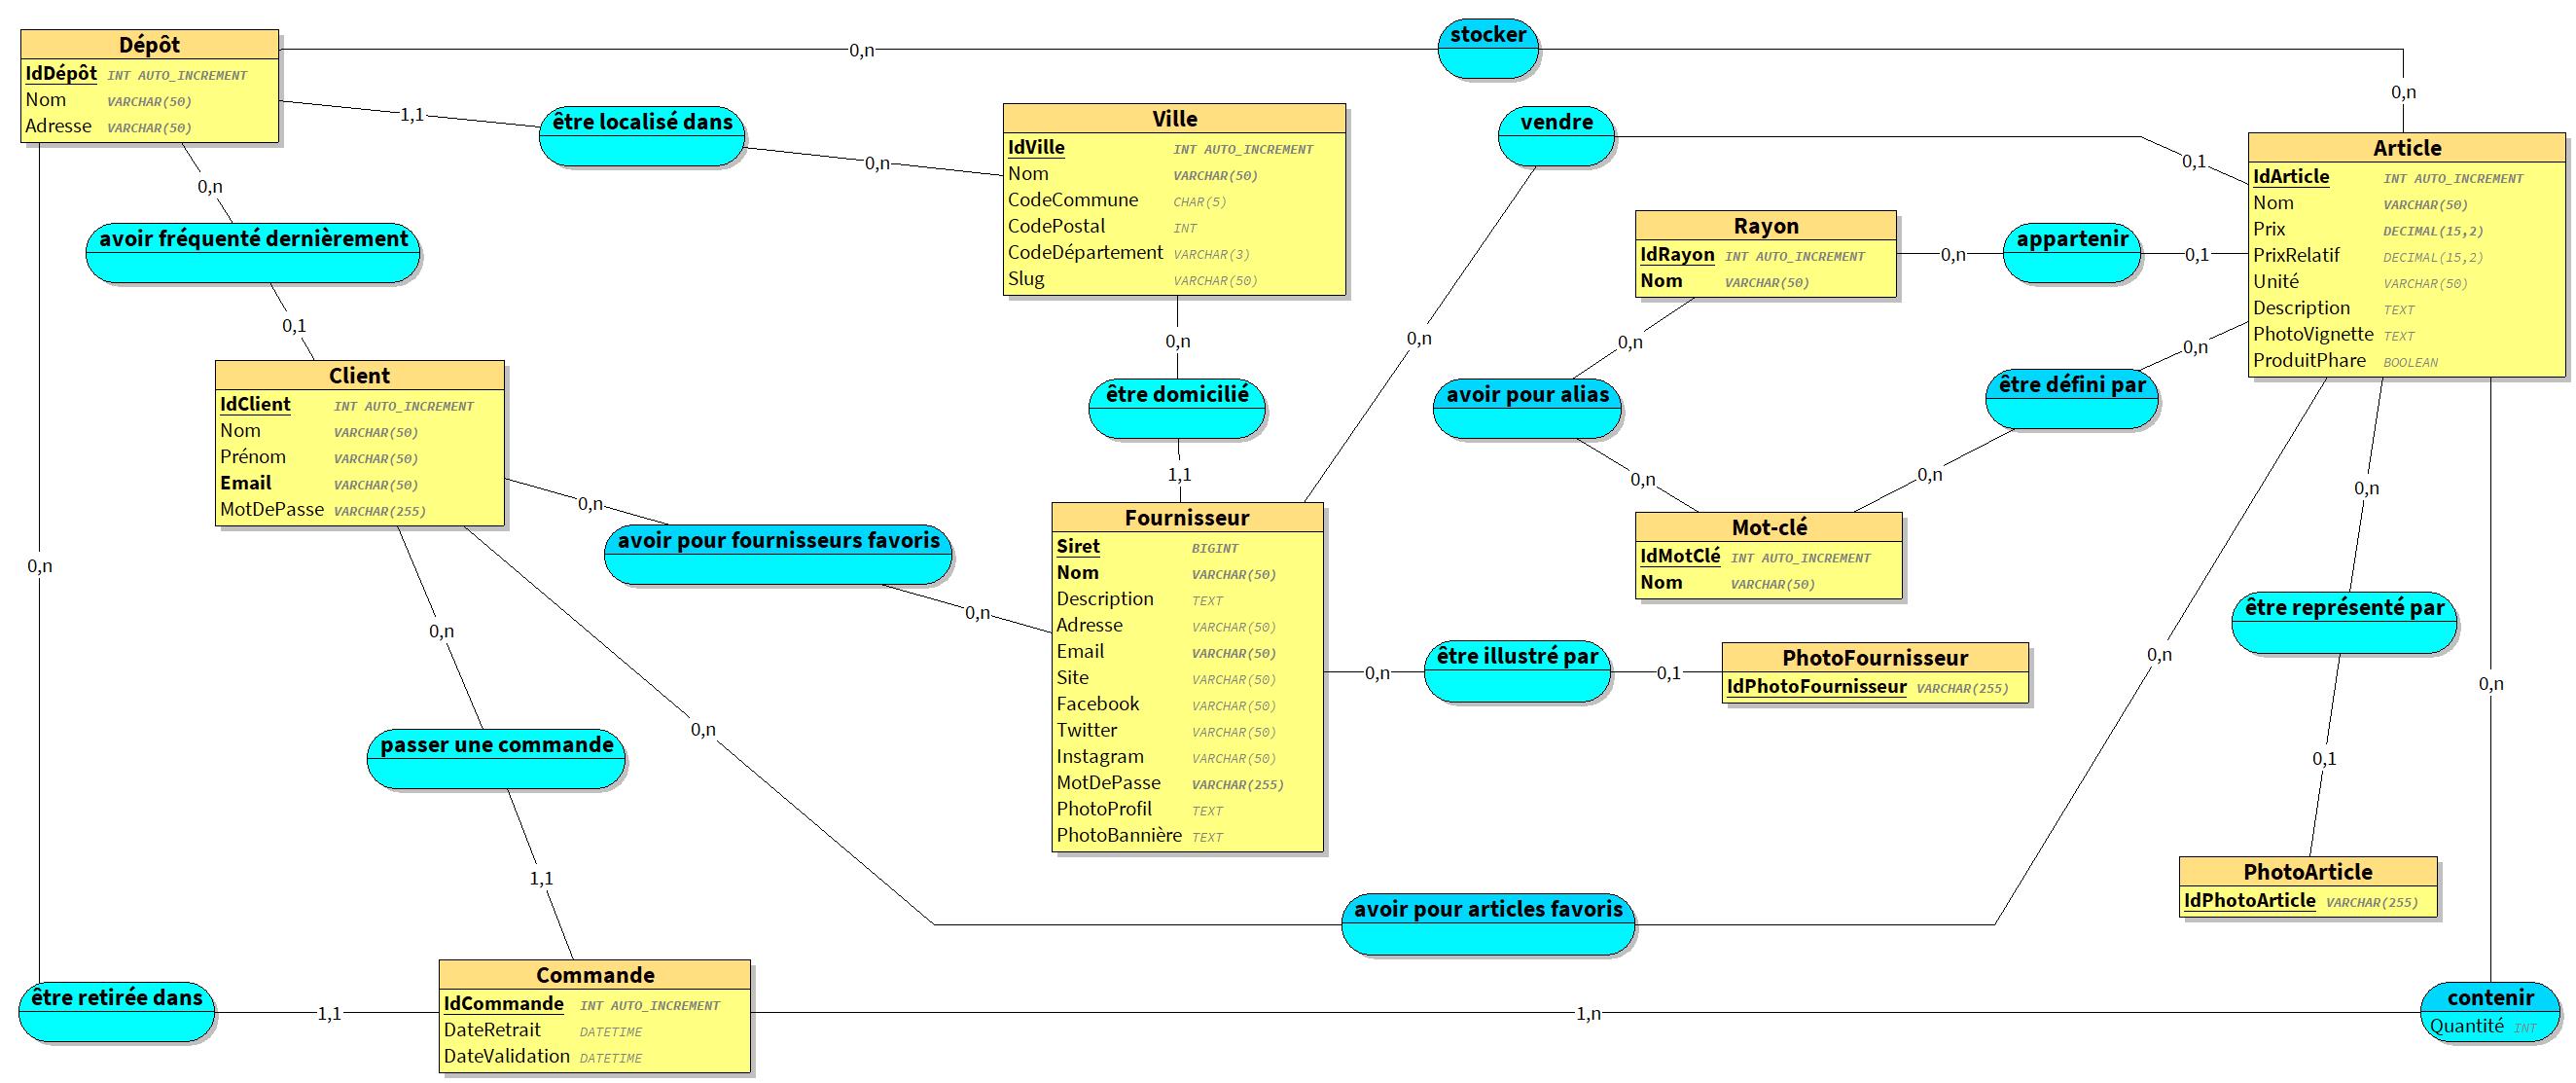 Dépôt
IdDépôt INT AUTO_INCREMENT
Nom VARCHAR(50)
Adresse VARCHAR(50)
0,n
stocker
0,n
1,1
être localisé dans
0,n
Ville
IdVille INT AUTO_INCREMENT
Nom VARCHAR(50)
CodeCommune CHAR(5)
CodePostal INT
CodeDépartement VARCHAR(3)
Slug VARCHAR(50)
vendre
0,1
0,n
Article
IdArticle INT AUTO_INCREMENT
Nom VARCHAR(50)
Prix DECIMAL(15,2)
PrixRelatif DECIMAL(15,2)
Unité VARCHAR(50)
Description TEXT
PhotoVignette TEXT
ProduitPhare BOOLEAN
Rayon
IdRayon INT AUTO_INCREMENT
Nom VARCHAR(50)
0,n
appartenir
0,1
0,n
avoir fréquenté dernièrement
0,1
Client
IdClient INT AUTO_INCREMENT
Nom VARCHAR(50)
Prénom VARCHAR(50)
Email VARCHAR(50)
MotDePasse VARCHAR(255)
0,n
être domicilié
1,1
0,n
avoir pour alias
0,n
0,n
être défini par
0,n
Mot-clé
IdMotClé INT AUTO_INCREMENT
Nom VARCHAR(50)
0,n
avoir pour fournisseurs favoris
0,n
Fournisseur
Siret BIGINT
Nom VARCHAR(50)
Description TEXT
Adresse VARCHAR(50)
Email VARCHAR(50)
Site VARCHAR(50)
Facebook VARCHAR(50)
Twitter VARCHAR(50)
Instagram VARCHAR(50)
MotDePasse VARCHAR(255)
PhotoProfil TEXT
PhotoBannière TEXT
0,n
être illustré par
0,1
PhotoFournisseur
IdPhotoFournisseur VARCHAR(255)
0,n
être représenté par
0,1
PhotoArticle
IdPhotoArticle VARCHAR(255)
0,n
0,n
passer une commande
1,1
0,n
avoir pour articles favoris
0,n
0,n
être retirée dans
1,1
Commande
IdCommande INT AUTO_INCREMENT
DateRetrait DATETIME
DateValidation DATETIME
1,n
contenir
Quantité INT